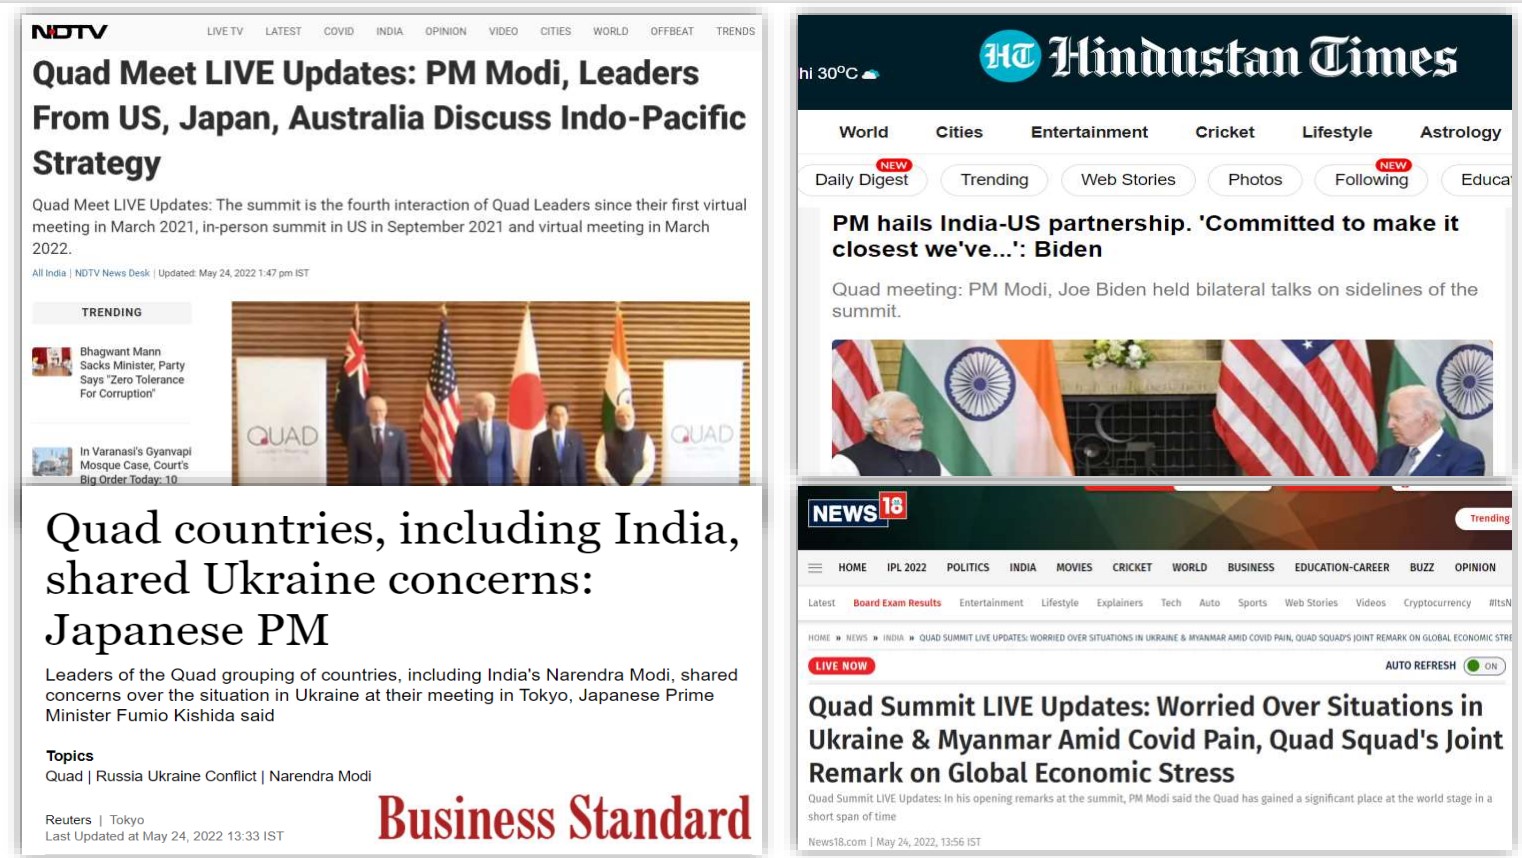 NDTV
LIVE TV LATEST COVID INDIA OPINION VIDEO CITIES WORLD OFFBEAT TRENDS
Quad Meet LIVE Updates: PM Modi, Leaders
From US, Japan, Australia Discuss Indo-Pacific
Strategy
Quad Meet LIVE Updates: The summit is the fourth interaction of Quad Leaders since their first virtual
meeting in March 2021, in-person summit in US in September 2021 and virtual meeting in March
2022.
All India | NDTV News Desk | Updated: May 24, 2022 1:47 pm IST
TRENDING
Bhagwant Mann
Sacks Minister, Party
Says "Zero Tolerance
For Corruption"
In Varanasi's Gyanvapi
Mosque Case, Court's
Big Order Today: 10
QUAD
QUAD
HT Hindustan Times
hi 30°C
World Cities Entertainment Cricket Lifestyle Astrology
NEW NEW
Daily Digest Trending Web Stories Photos Following Educa
PM hails India-US partnership. 'Committed to make it
closest we've...': Biden
Quad meeting: PM Modi, Joe Biden held bilateral talks on sidelines of the
summit.
Quad countries, including India,
shared Ukraine concerns:
Japanese PM
Leaders of the Quad grouping of countries, including India's Narendra Modi, shared
concerns over the situation in Ukraine at their meeting in Tokyo, Japanese Prime
Minister Fumio Kishida said
Topics
Quad | Russia Ukraine Conflict | Narendra Modi
Reuters | Tokyo
Last Updated at May 24, 2022 13:33 IST
Business Standard
NEWS 18
Trending
HOME IPL 2022 POLITICS INDIA MOVIES CRICKET WORLD BUSINESS EDUCATION-CAREER BUZZ OPINION
Latest Board Exam Results Entertainment Lifestyle Explainers Tech Auto Sports Web Stories Videos Cryptocurrency #ItsN
HOME » NEWS » INDIA » QUAD SUMMIT LIVE UPDATES: WORRIED OVER SITUATIONS IN UKRAINE & MYANMAR AMID COVID PAIN, QUAD SQUAD'S JOINT REMARK ON GLOBAL ECONOMIC STRE
LIVE NOW
AUTO REFRESH ON
Quad Summit LIVE Updates: Worried Over Situations in
Ukraine & Myanmar Amid Covid Pain, Quad Squad's Joint
Remark on Global Economic Stress
Quad Summit LIVE Updates: In his opening remarks at the summit, PM Modi said the Quad has gained a significant place at the world stage in a
short span of time
News18.com | May 24, 2022, 13:56 IST